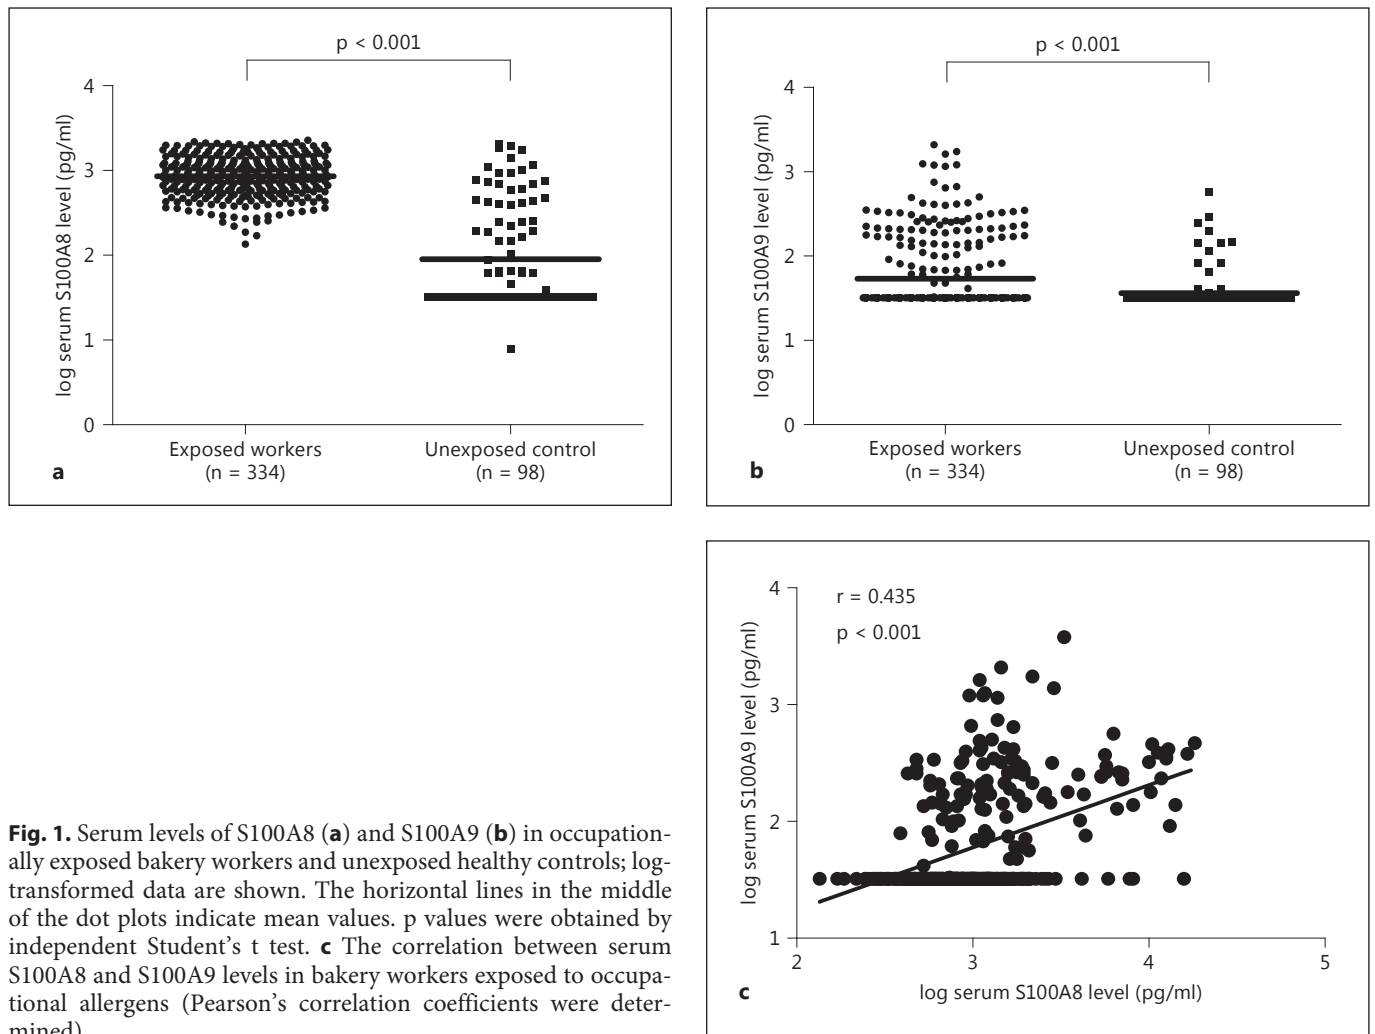 p < 0.001
4
3
2
1
0
log serum S100A8 level (pg/ml)
Exposed workers
(n = 334)
Unexposed control
(n = 98)
a
p < 0.001
4
3
2
1
0
log serum S100A9 level (pg/ml)
Exposed workers
(n = 334)
Unexposed control
(n = 98)
b
r = 0.435
p < 0.001
4
3
2
1
log serum S100A9 level (pg/ml)
2
3
4
5
log serum S100A8 level (pg/ml)
c
Fig. 1. Serum levels of S100A8 (a) and S100A9 (b) in occupation-
ally exposed bakery workers and unexposed healthy controls; log-
transformed data are shown. The horizontal lines in the middle
of the dot plots indicate mean values. p values were obtained by
independent Student's t test. c The correlation between serum
S100A8 and S100A9 levels in bakery workers exposed to occupa-
tional allergens (Pearson's correlation coefficients were deter-
mined)